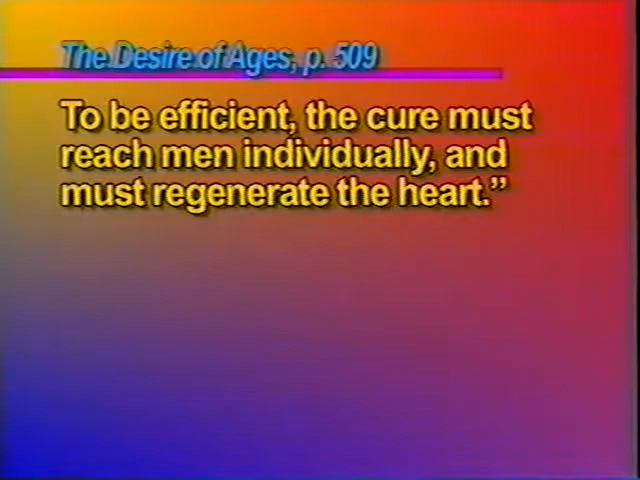 The Desire of Ages, p. 509
To be efficient, the cure must
reach men individually, and
must regenerate the heart.”